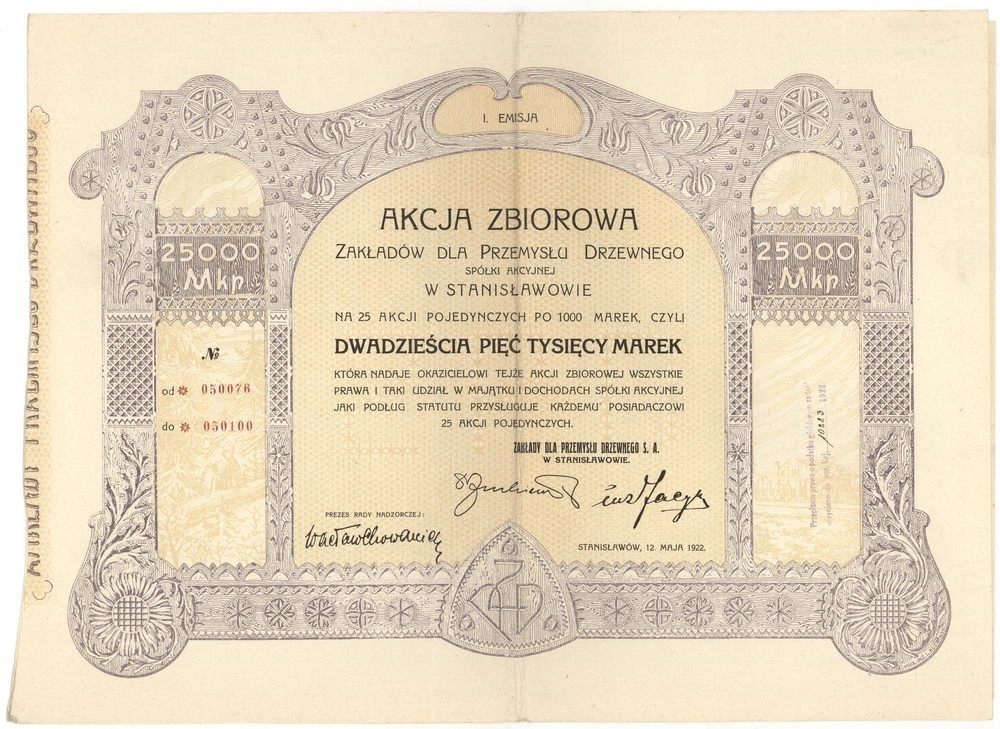 I. EMISJA
AKCJA ZBIOROWA
ZAKŁADÓW DLA PRZEMYSŁU DRZEWNEGO
SPÓŁKI AKCYJNEJ
W STANISŁAWOWIE
NA 25 AKCJI POJEDYNCZYCH PO 1000 MAREK, CZYLI
DWADZIEŚCIA PIĘĆ TYSIĘCY MAREK
KTÓRA NADAJE OKAZICIELOWI TEJŻE AKCJI ZBIOROWEJ WSZYSTKIE
PRAWA I TAKI UDZIAŁ W MAJĄTKU I DOCHODACH SPÓŁKI AKCYJNEJ
JAKI PODŁUG STATUTU PRZYSŁUGUJE KAŻDEMU POSIADACZOWI
25 AKCJI POJEDYNCZYCH.
ZAKŁADY DLA PRZEMYSŁU DRZEWNEGO S. A.
W STANISŁAWOWIE.
PREZES RADY NADZORCZEJ:
STANISŁAWÓW, 12. MAJA 1922.
25000
Mkp
№
od 050076
do 050100
25000
Mkp
10223 1922